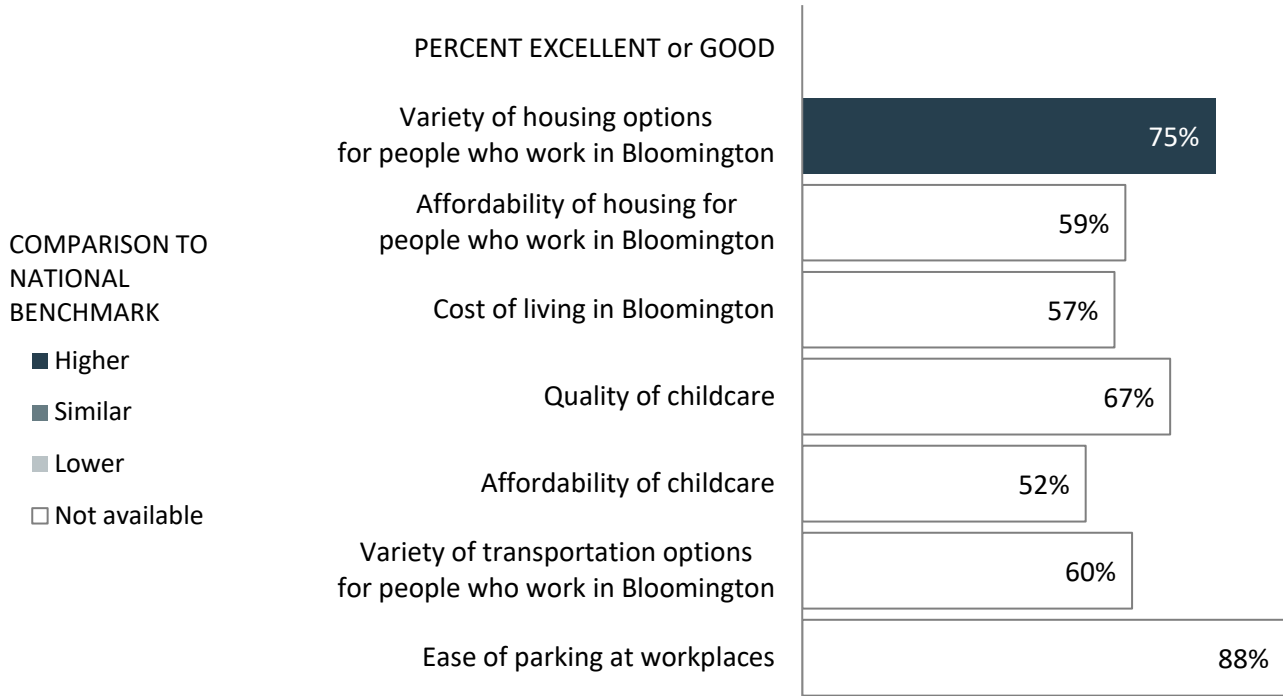 PERCENT EXCELLENT or GOOD
Variety of housing options
for people who work in Bloomington
75%
Affordability of housing for
people who work in Bloomington
59%
Cost of living in Bloomington
57%
Quality of childcare
67%
Affordability of childcare
52%
Variety of transportation options
for people who work in Bloomington
60%
Ease of parking at workplaces
88%
COMPARISON TO
NATIONAL
BENCHMARK
Higher
Similar
Lower
Not available